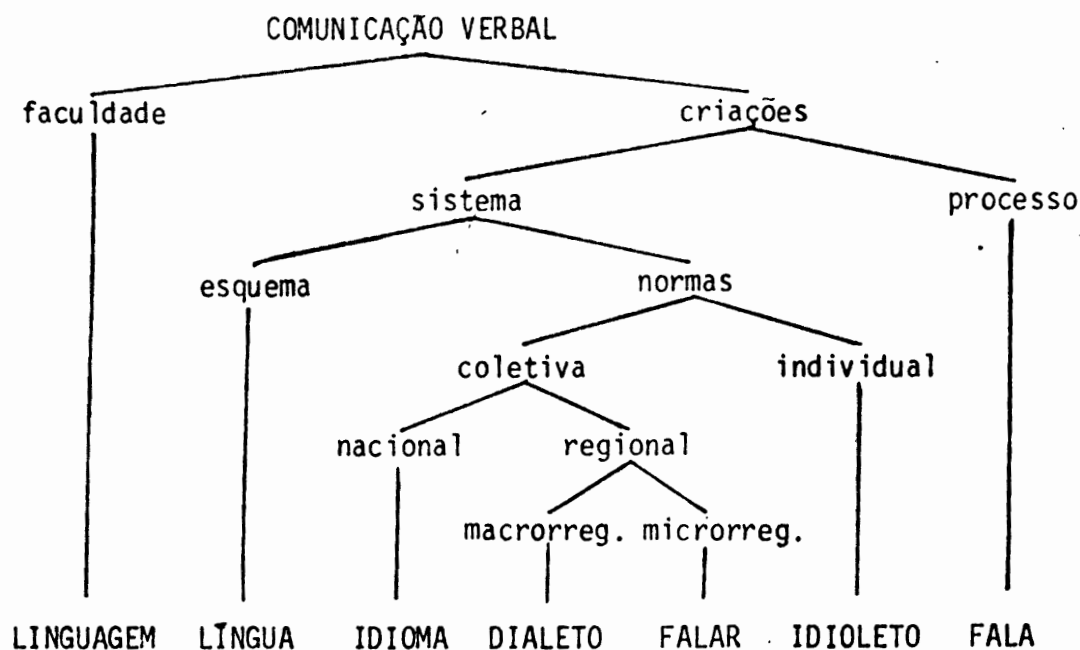 COMUNICAÇÃO VERBAL
faculdade criações
sistema processo
esquema normas
coletiva individual
nacional regional
macrorreg. microrreg.
LINGUAGEM LÍNGUA IDIOMA DIALETO FALAR IDIOLETO FALA